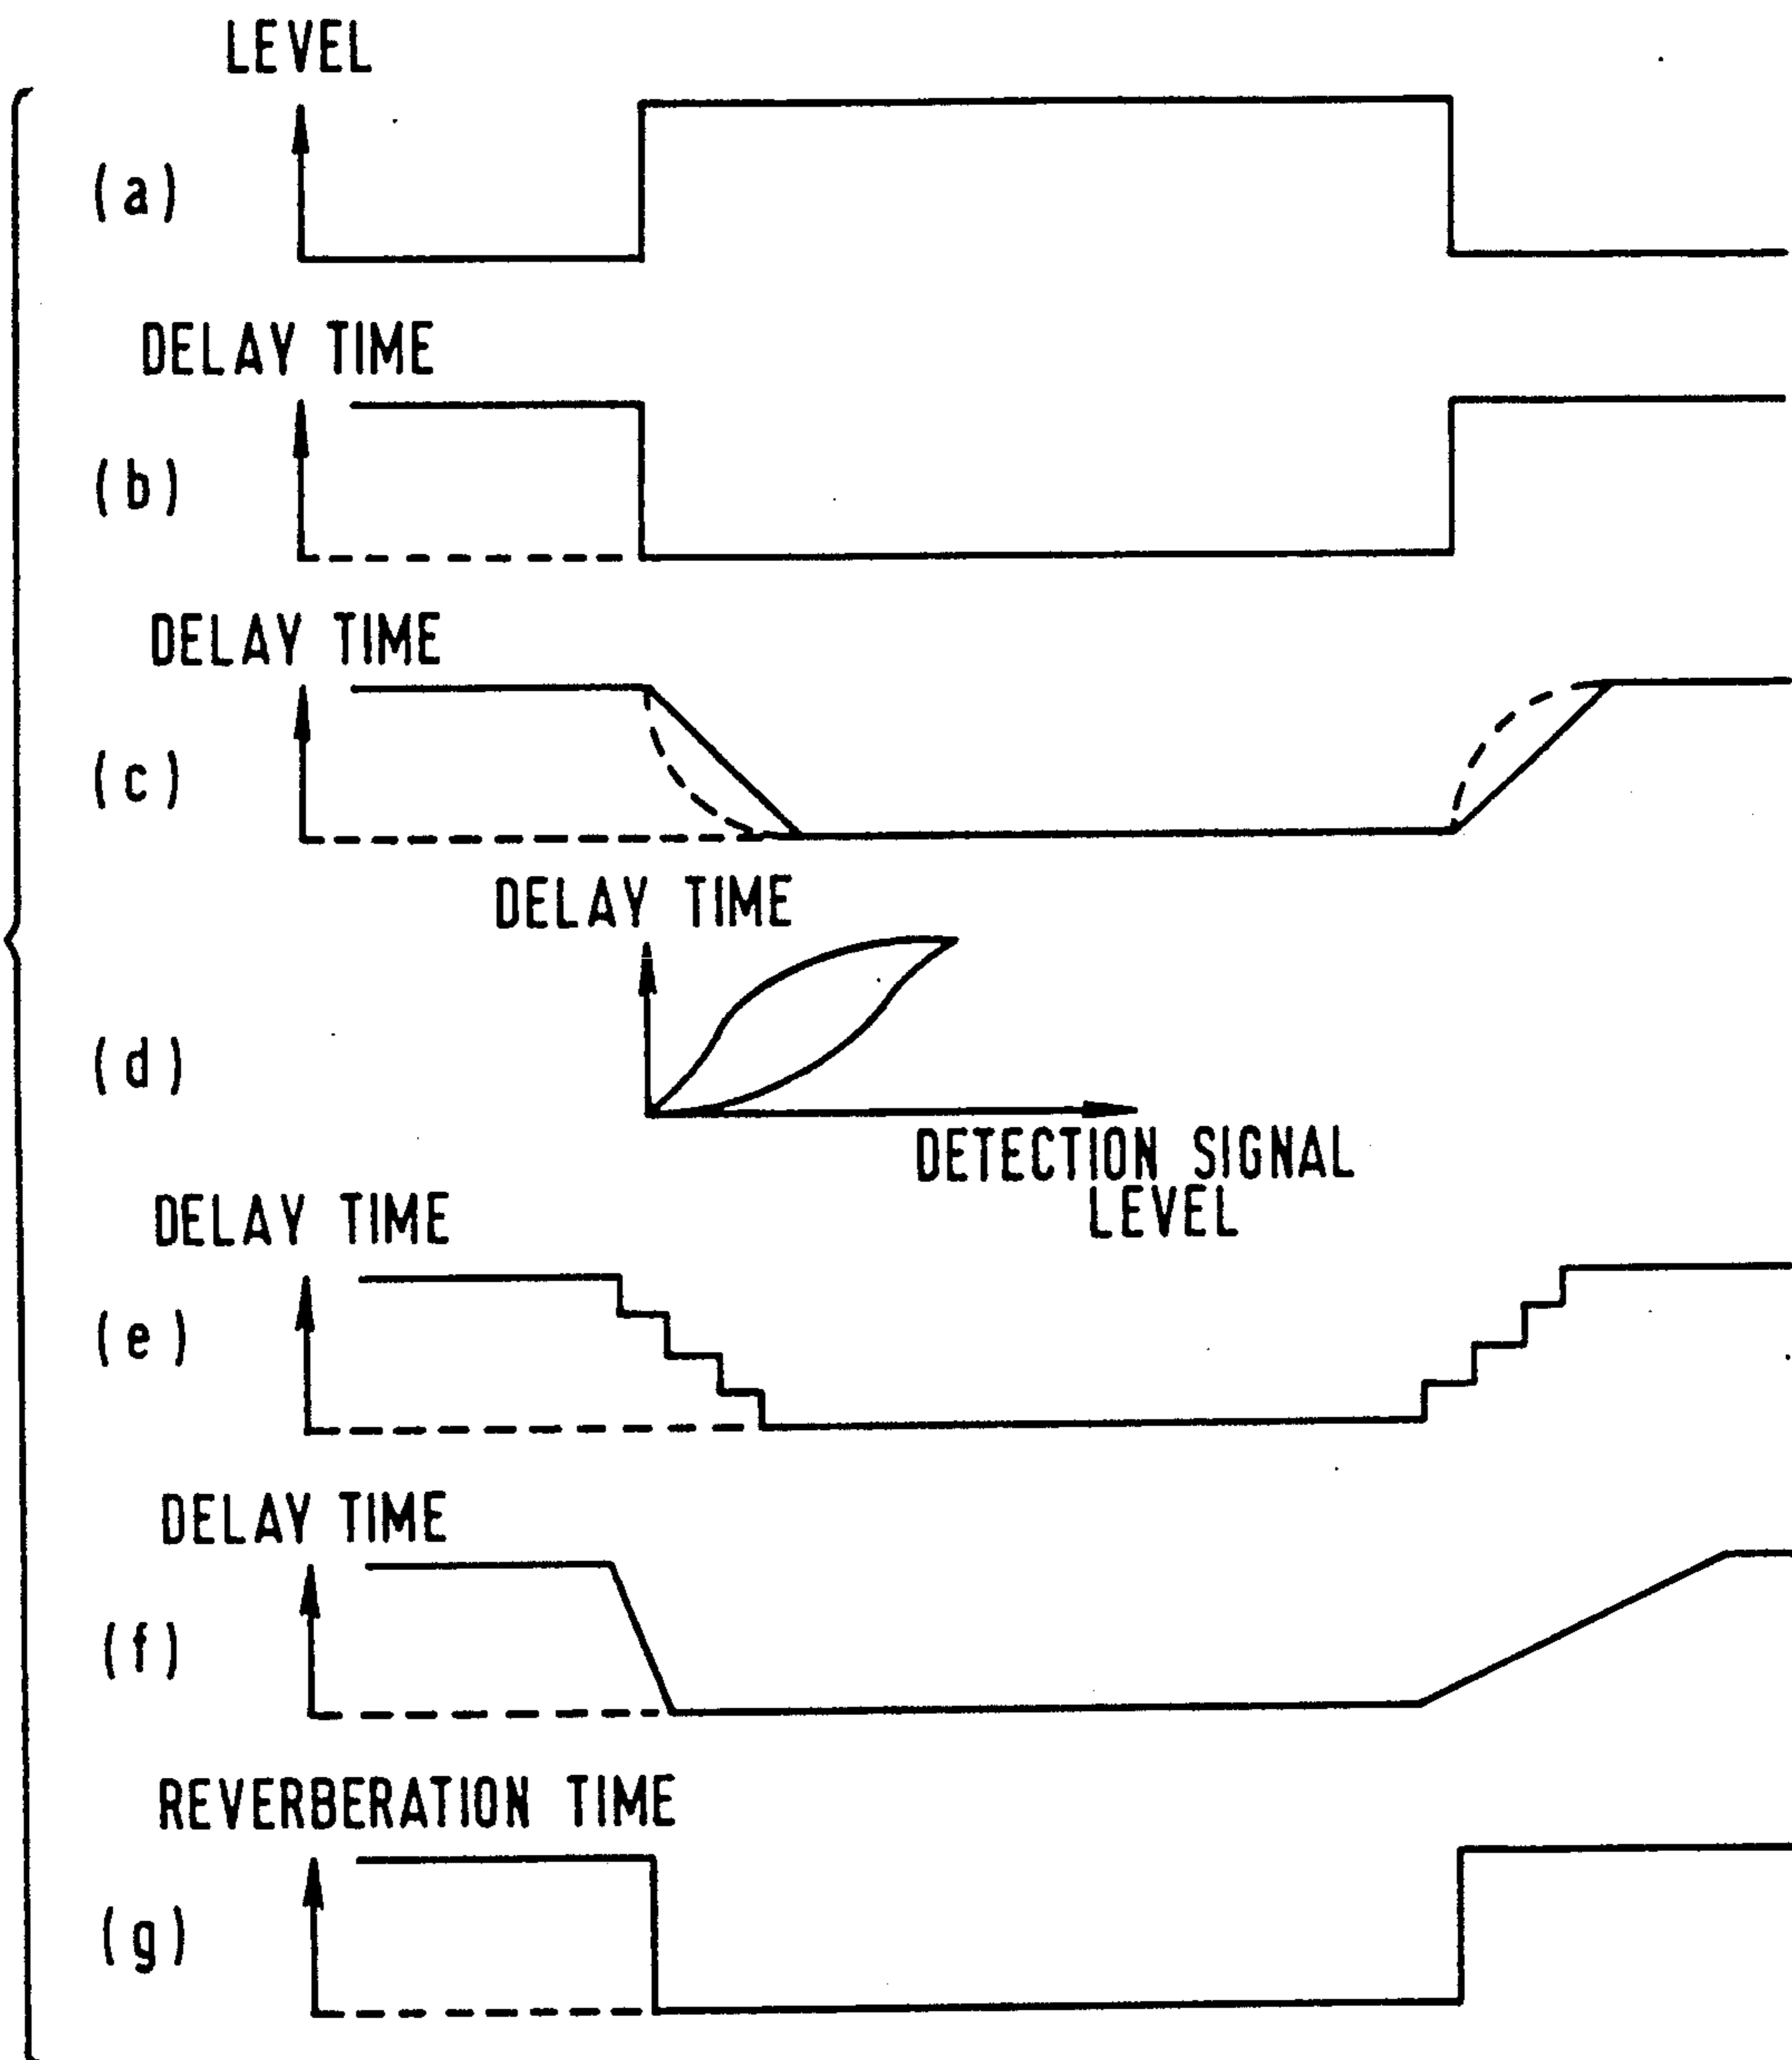 LEVEL
(a)
DELAY TIME
(b)
DELAY TIME
(c)
DELAY TIME
(d)
DETECTION SIGNAL
LEVEL
DELAY TIME
(e)
DELAY TIME
(f)
REVERBERATION TIME
(g)